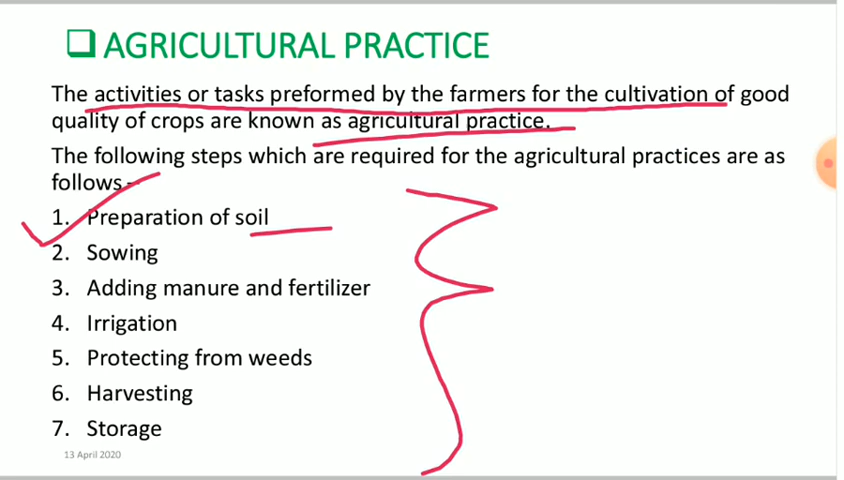 AGRICULTURAL PRACTICE
The activities or tasks preformed by the farmers for the cultivation of good
quality of crops are known as agricultural practice.
The following steps which are required for the agricultural practices are as
follows:-
1. Preparation of soil
2. Sowing
3. Adding manure and fertilizer
4. Irrigation
5. Protecting from weeds
6. Harvesting
7. Storage
13 April 2020